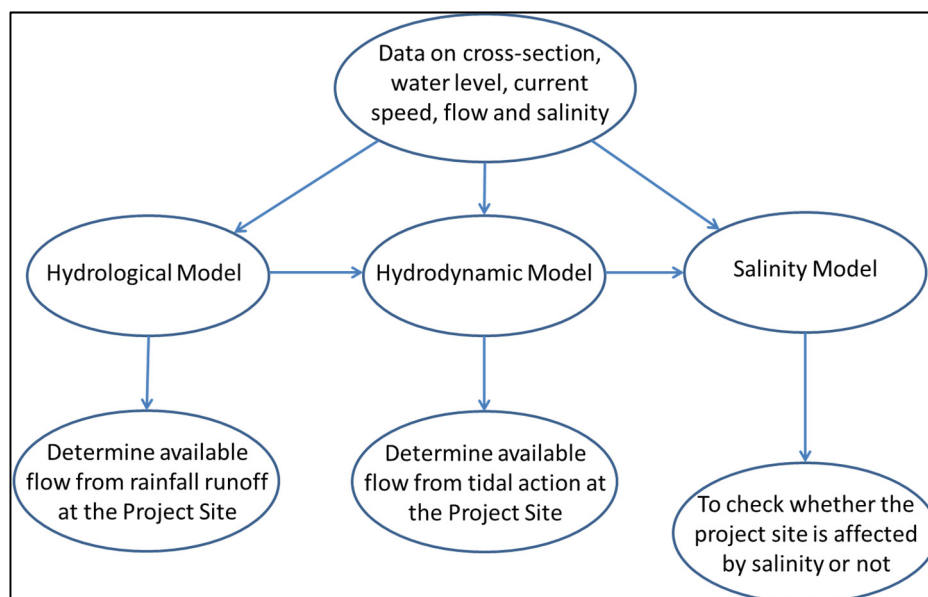 Data on cross-section,
water level, current
speed, flow and salinity
Hydrological Model
Hydrodynamic Model
Salinity Model
Determine available
flow from rainfall runoff
at the Project Site
Determine available
flow from tidal action at
the Project Site
To check whether the
project site is affected
by salinity or not